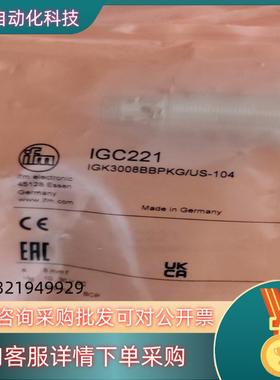 自动化科技
ifm
ifm electronic
45128 Essen
Germany
IGC221
IGK3008BBPKG/US-104
Made in Germany
CE
EAC
UK
CA
821949929
咨询采购批发可对公开票
客服详情下单采购